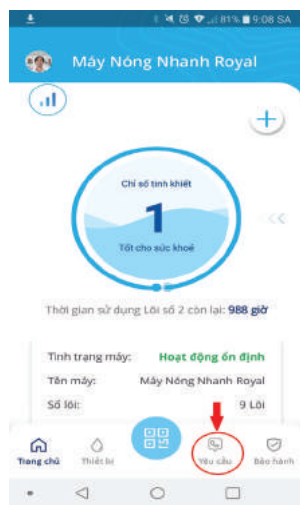 81% 9:08 SA
Máy Nóng Nhanh Royal
Chỉ số tinh khiết
1
Tốt cho sức khoẻ
Thời gian sử dụng Lõi số 2 còn lại: 988 giờ
Tình trạng máy: Hoạt động ổn định
Tên máy: Máy Nóng Nhanh Royal
Số lõi: 9 Lõi
Trang chủ Thiết bị Yêu cầu Bảo hành